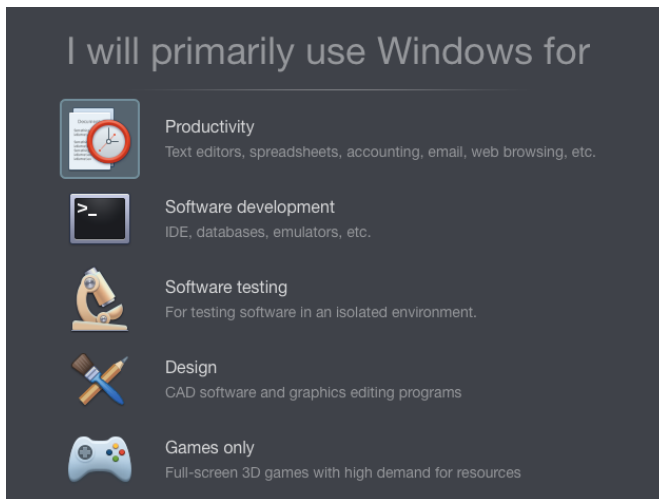 I will primarily use Windows for
Productivity
Text editors, spreadsheets, accounting, email, web browsing, etc.
>_
Software development
IDE, databases, emulators, etc.
Software testing
For testing software in an isolated environment.
Design
CAD software and graphics editing programs
Games only
Full-screen 3D games with high demand for resources